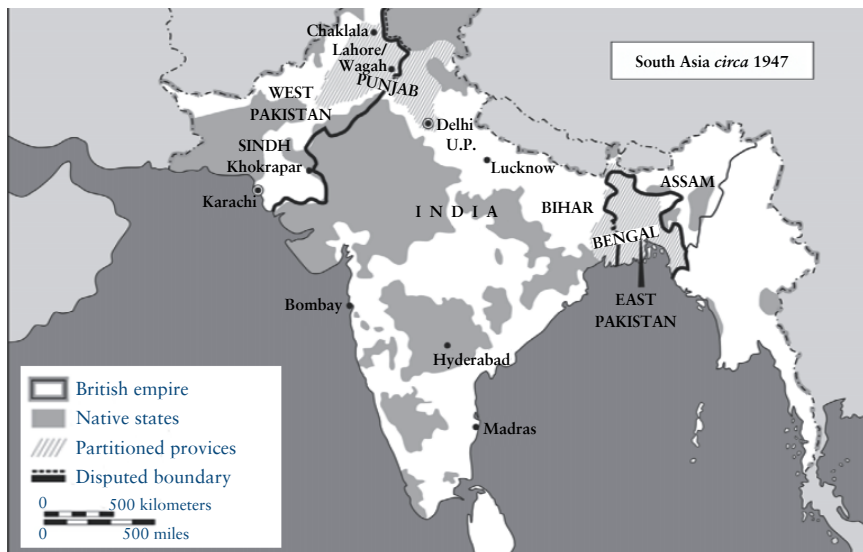 South Asia circa 1947
Chaklala
Lahore/
Wagah
PUNJAB
WEST
PAKISTAN
Delhi
U.P.
SINDH
Khokrapar
Lucknow
Karachi
ASSAM
INDIA
BIHAR
BENGAL
EAST
PAKISTAN
Bombay
Hyderabad
Madras
British empire
Native states
Partitioned provices
Disputed boundary
0 500 kilometers
0 500 miles